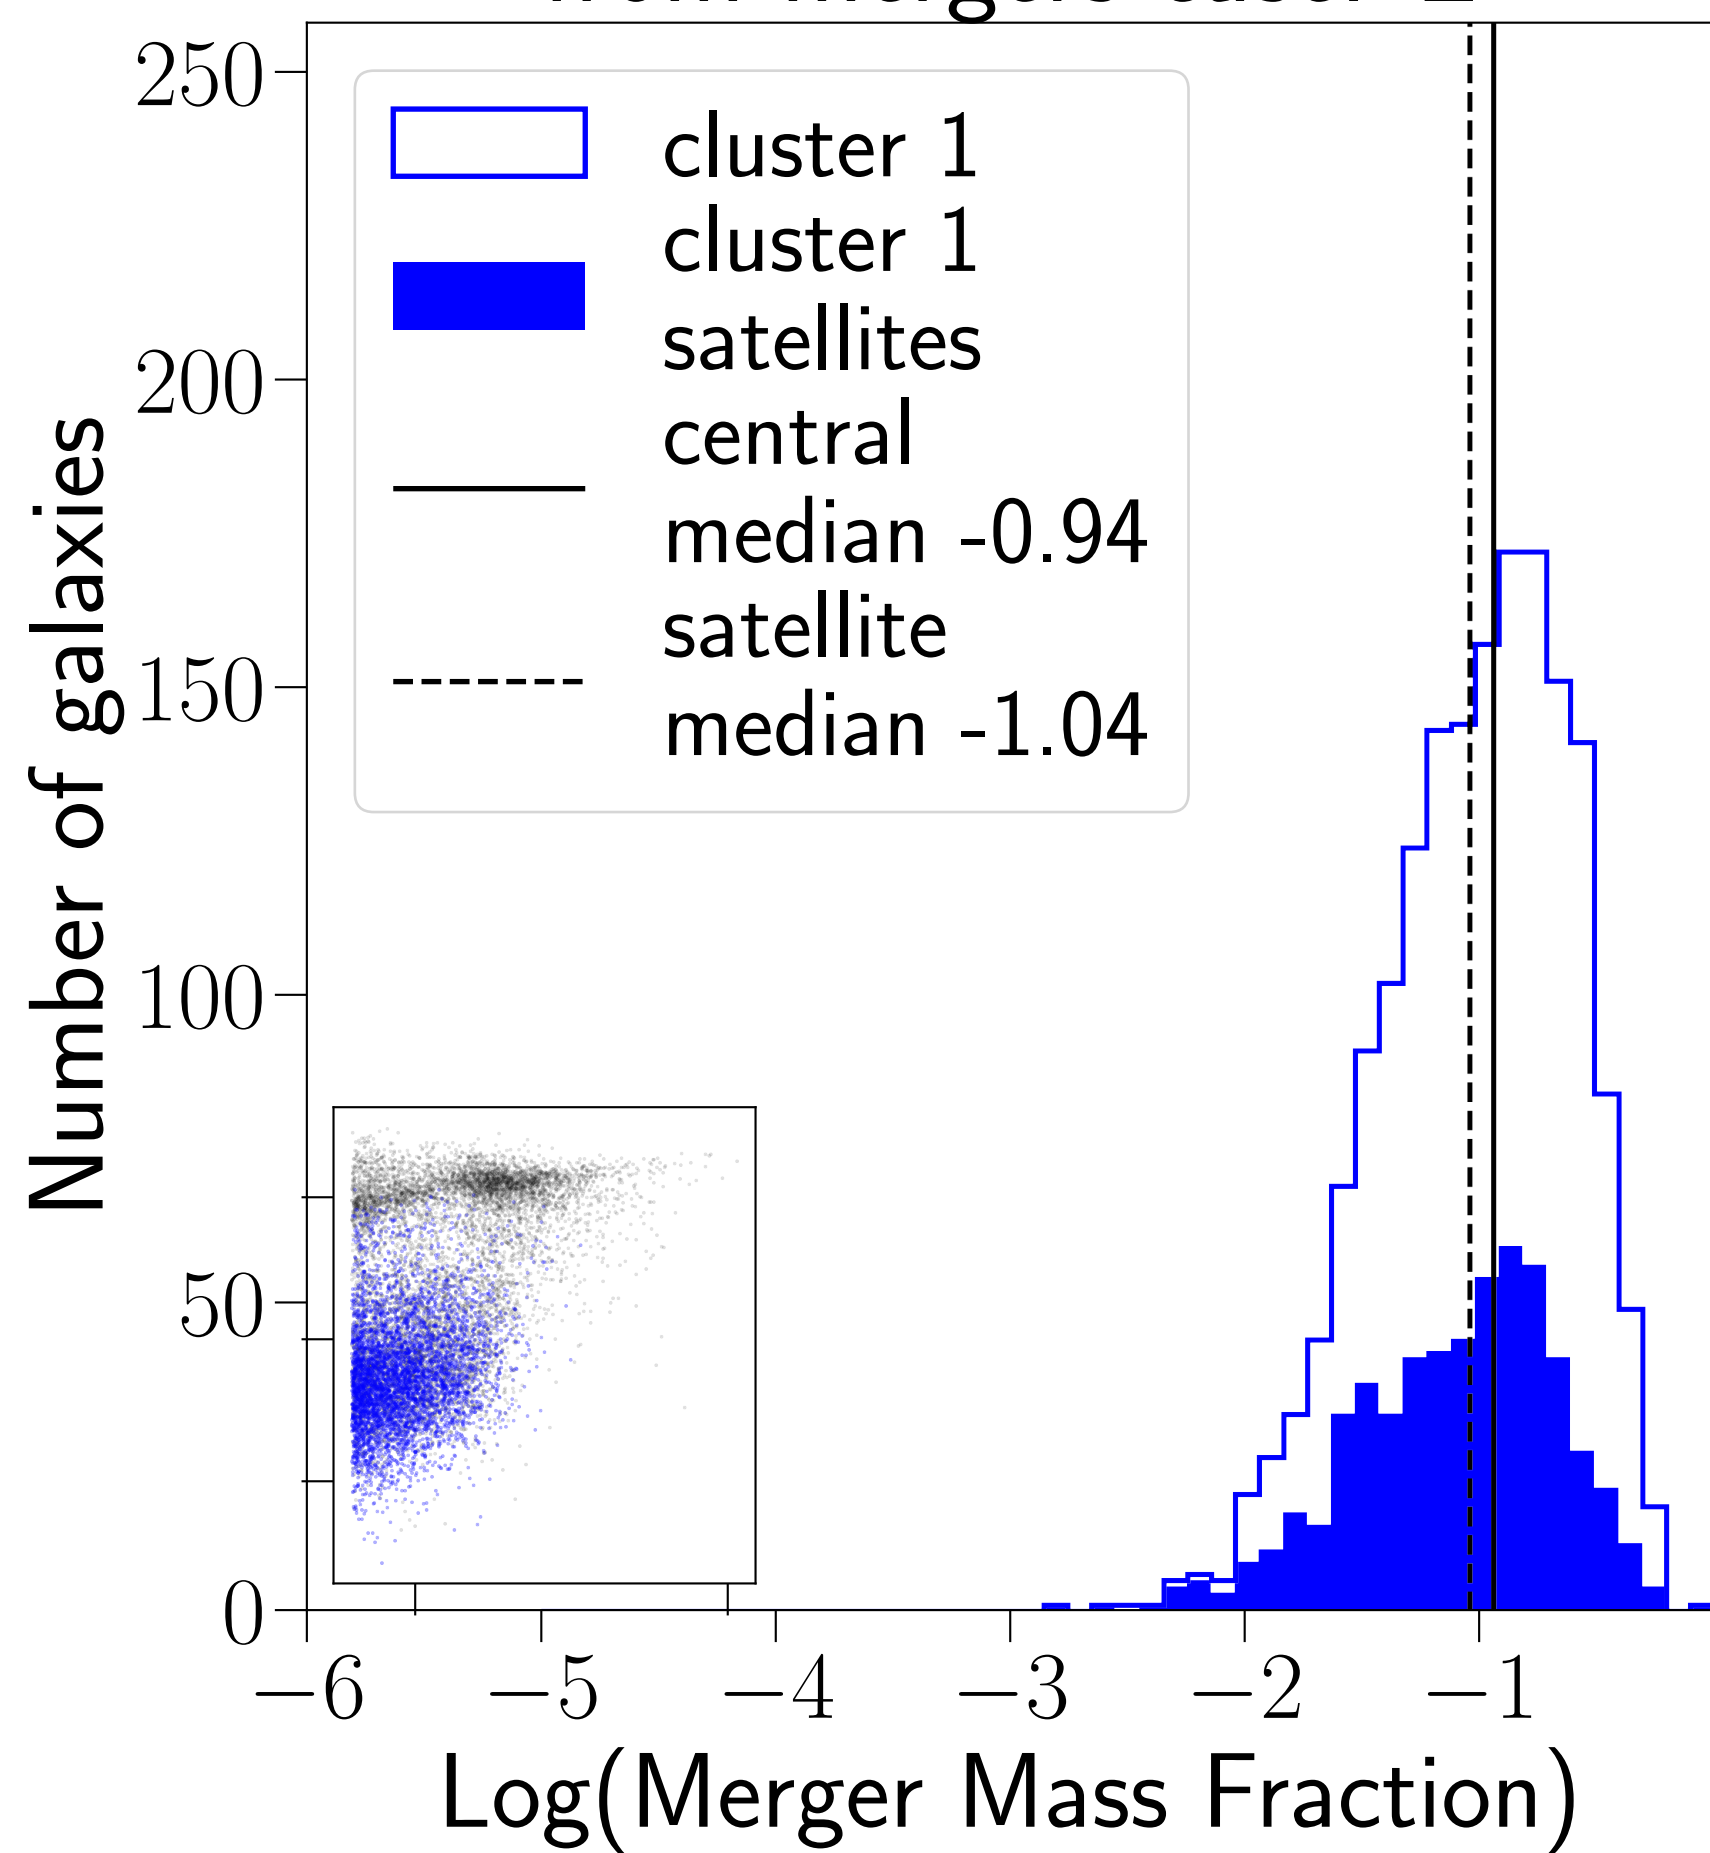 250
200
150
100
50
0
Number of galaxies
cluster 1
cluster 1
satellites
central
median -0.94
satellite
median -1.04
−6 −5 −4 −3 −2 −1
Log(Merger Mass Fraction)